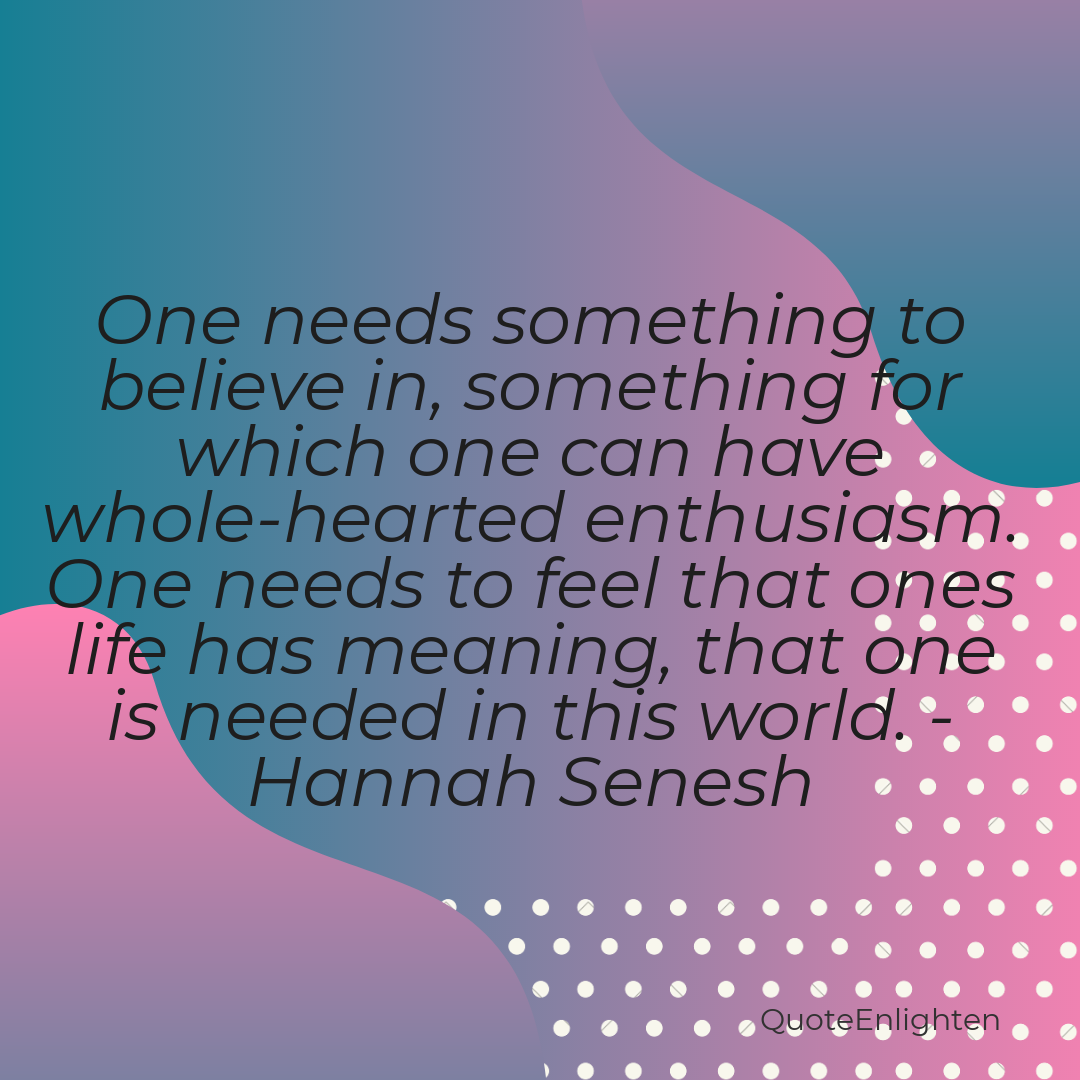 One needs something to
believe in, something for
which one can have
whole-hearted enthusiasm.
One needs to feel that ones
life has meaning, that one
is needed in this world. -
Hannah Senesh
QuoteEnlighten